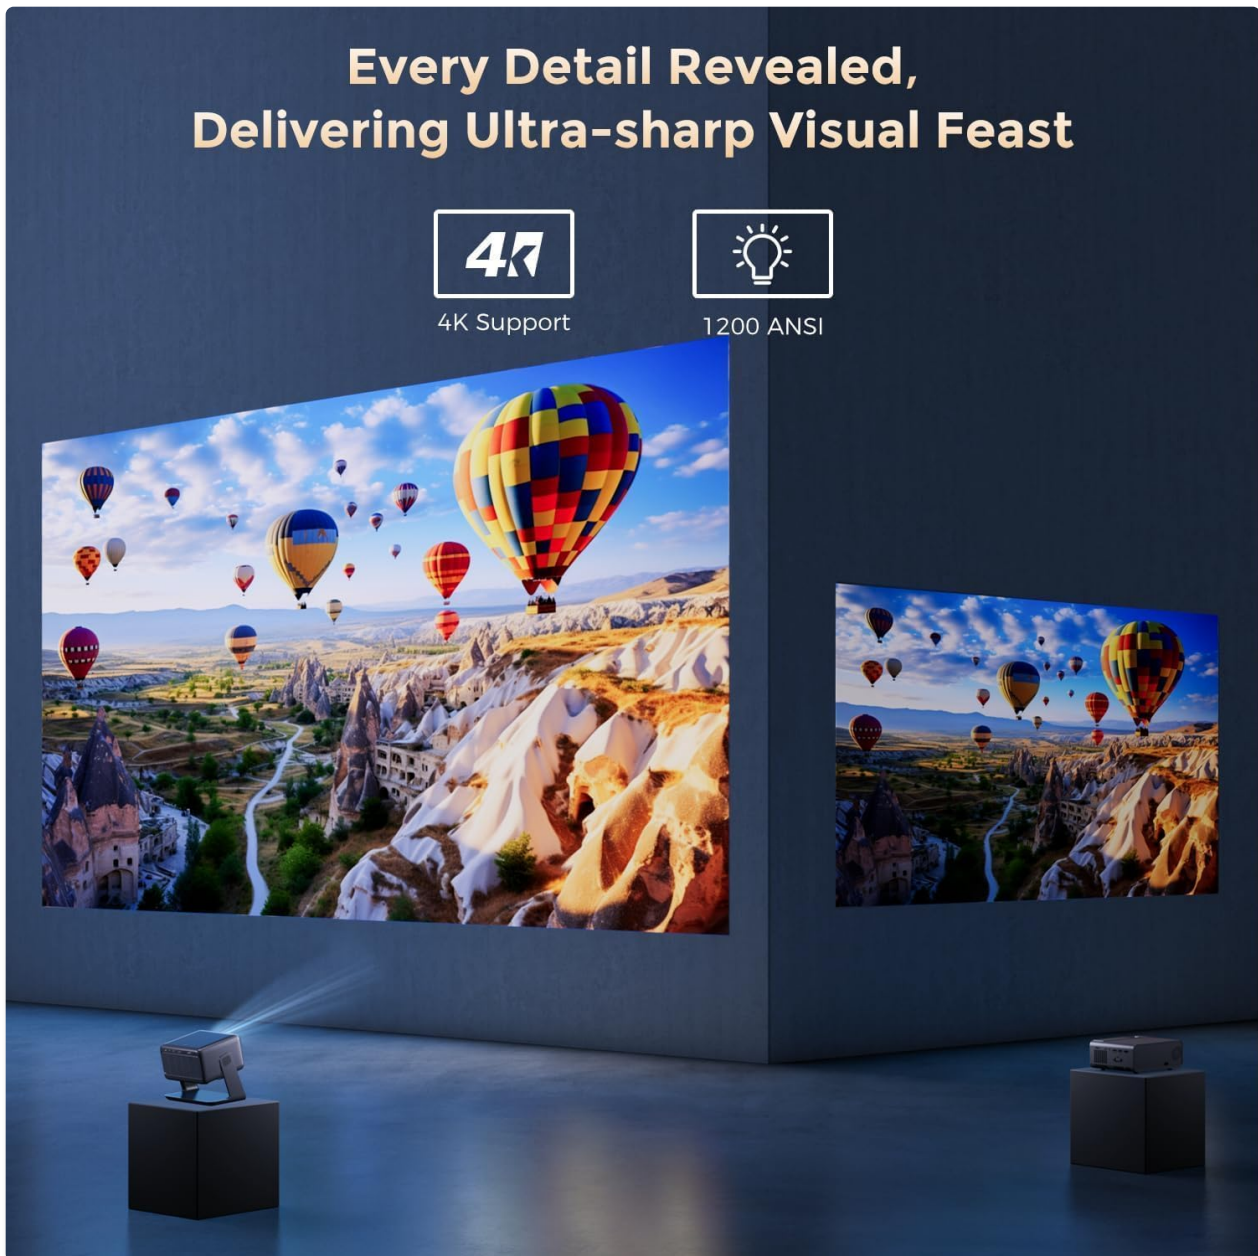 Every Detail Revealed,
Delivering Ultra-sharp Visual Feast
4K
4K Support
1200 ANSI